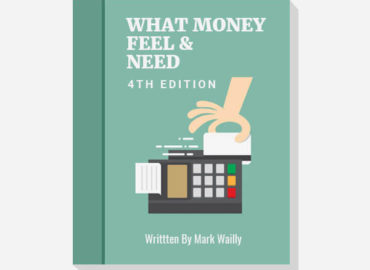 WHAT MONEY
FEEL &
NEED
4TH EDITION
Writtten By Mark Wailly